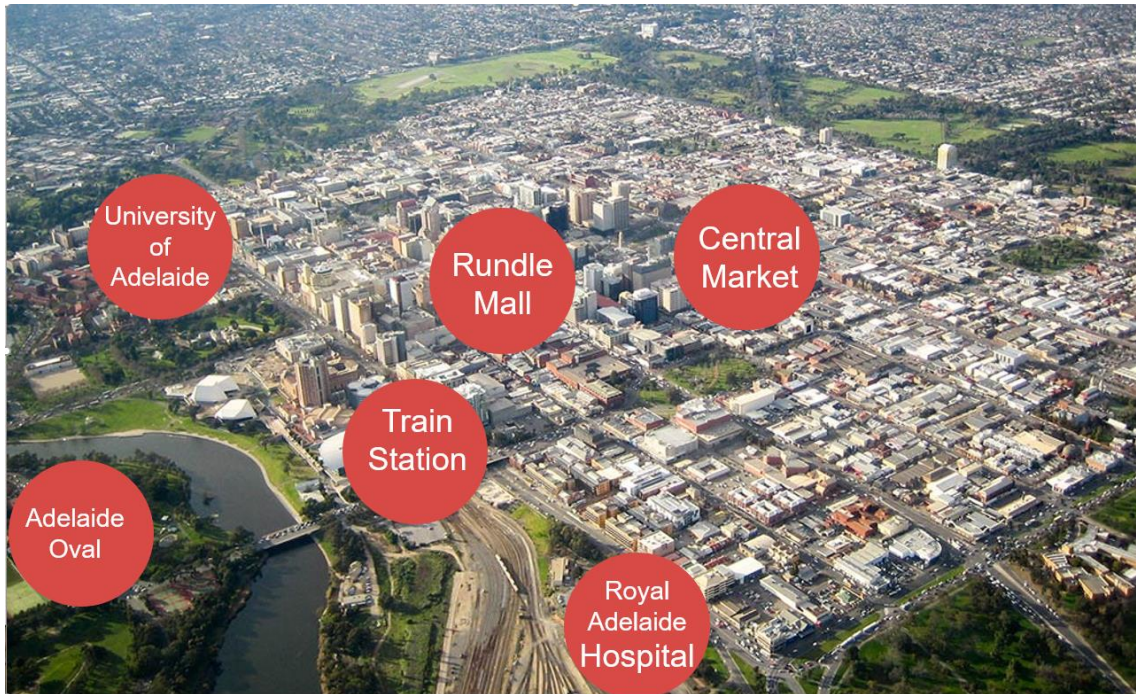 University
of
Adelaide
Rundle
Mall
Central
Market
Train
Station
Adelaide
Oval
Royal
Adelaide
Hospital